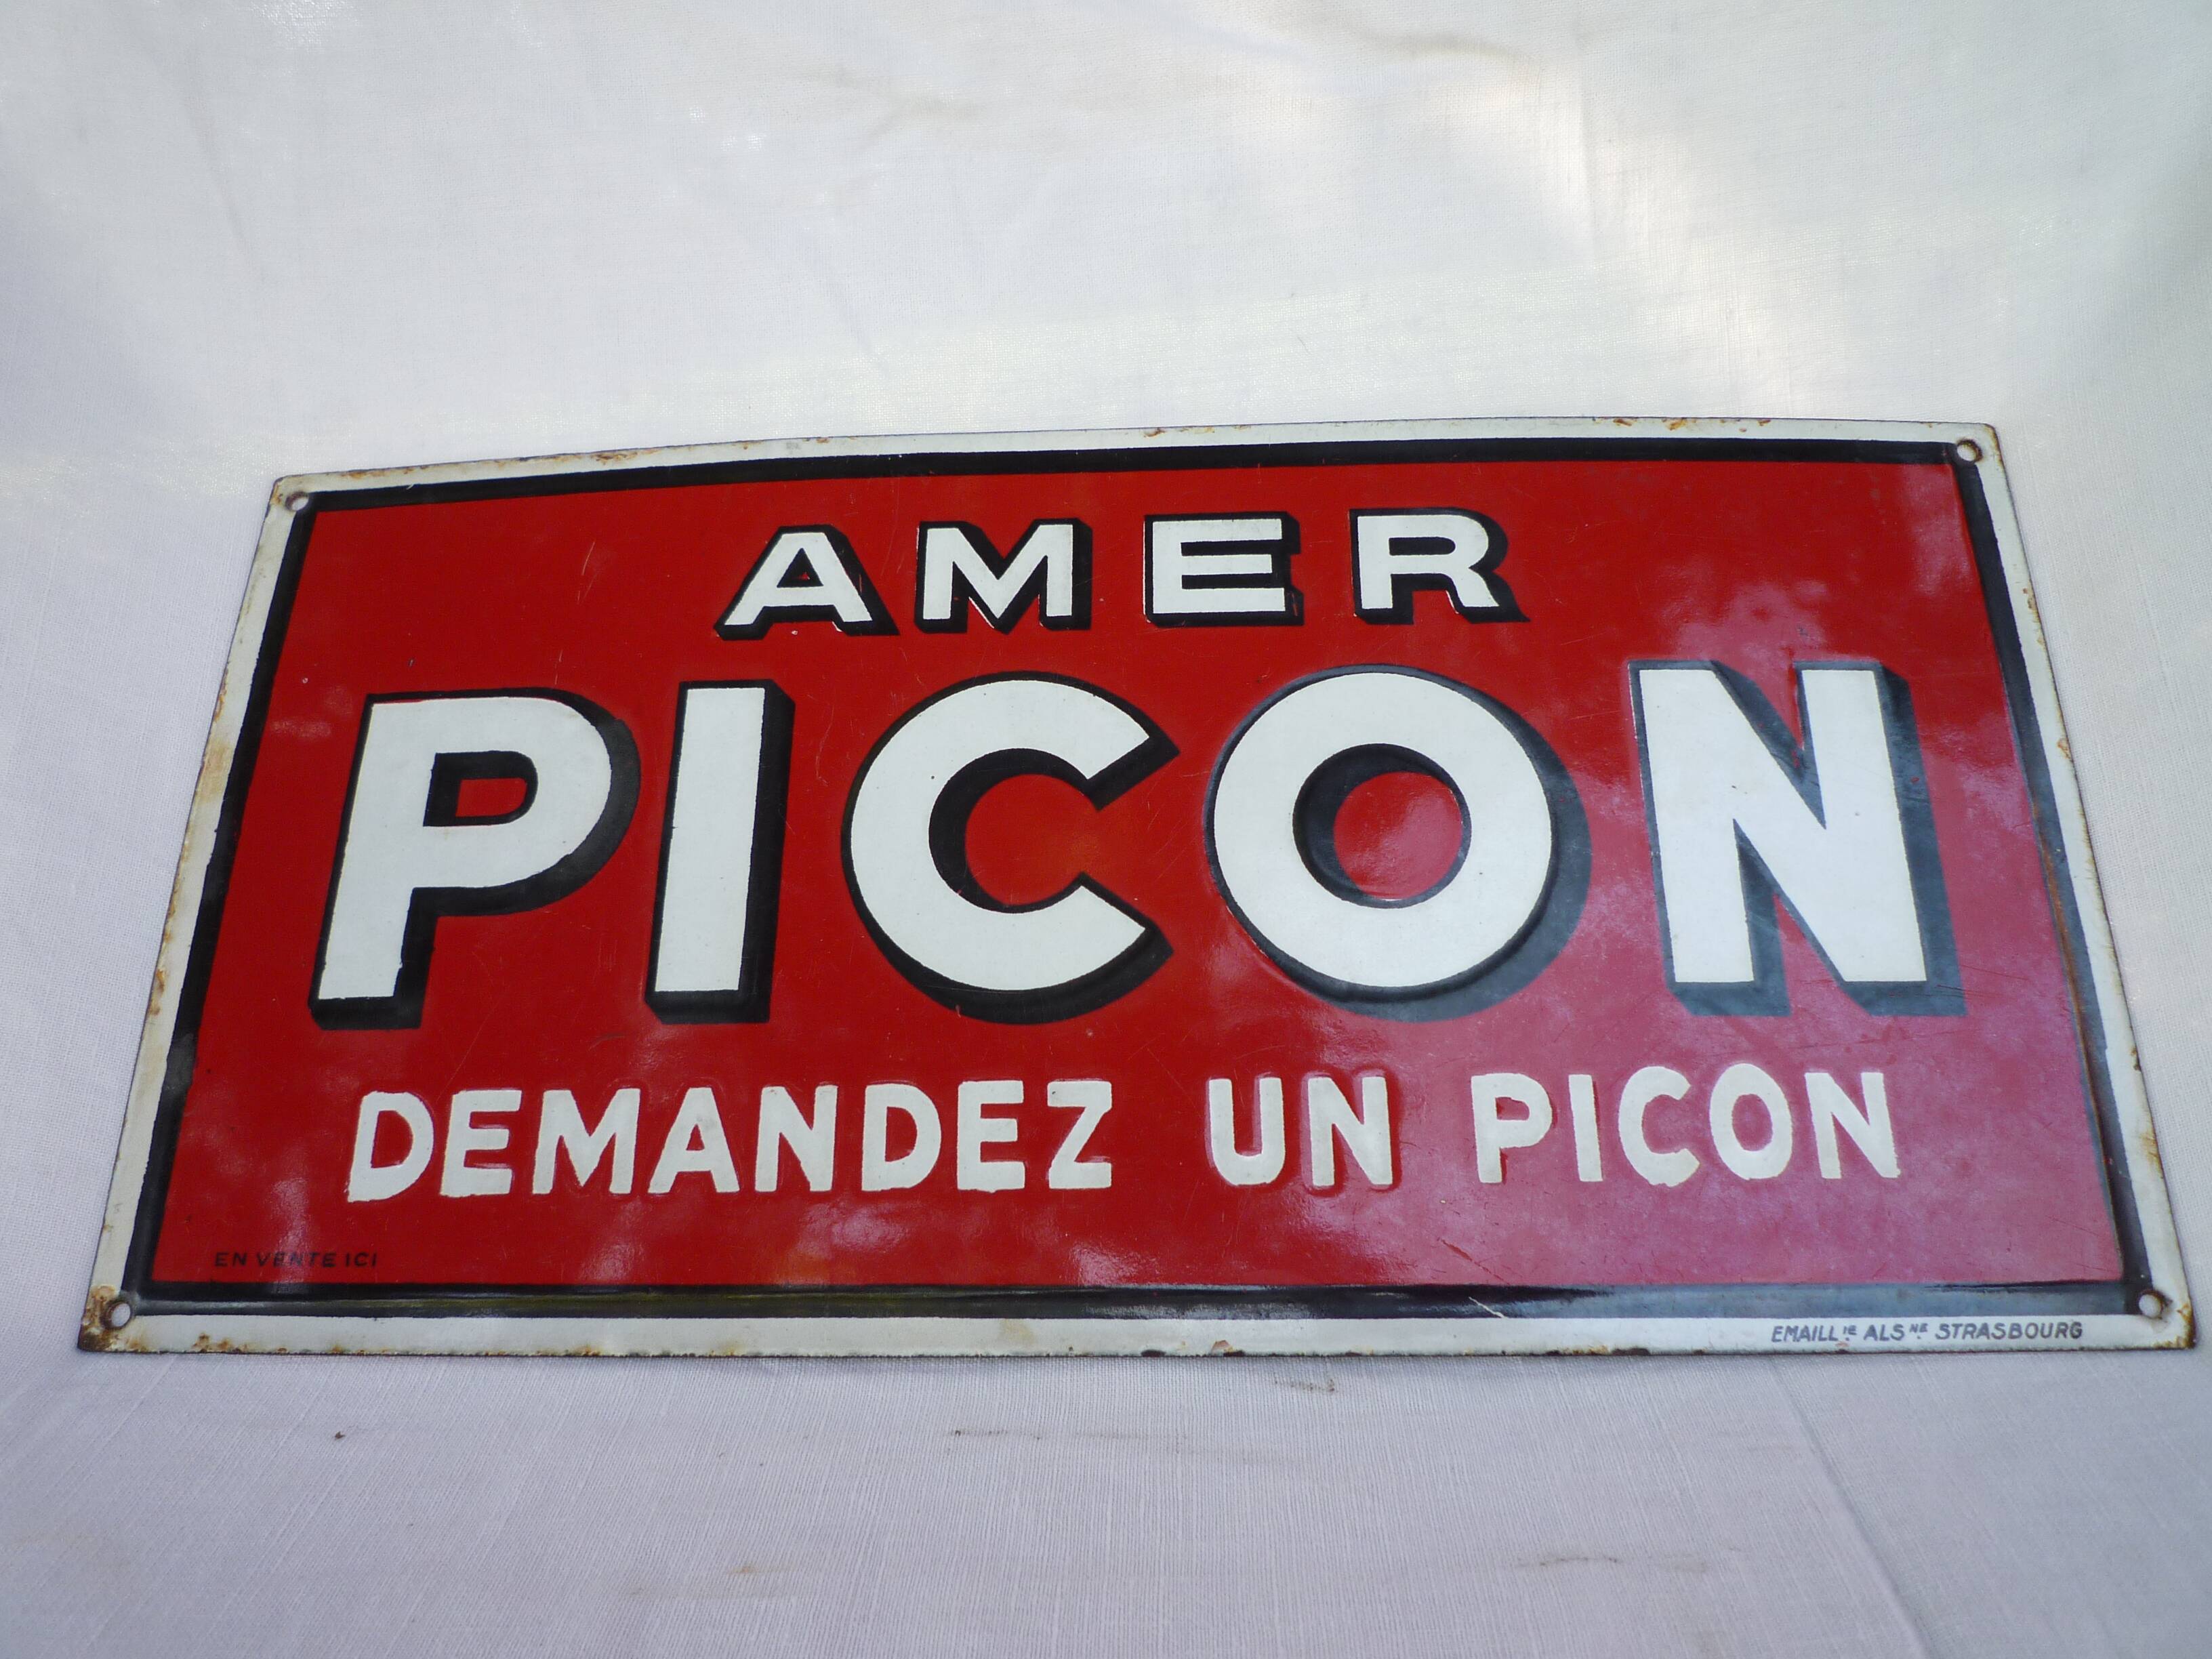 AMER
PICON
DEMANDEZ UN PICON
EN VENTE ICI
EMAILLIE ALSNE STRASBOURG